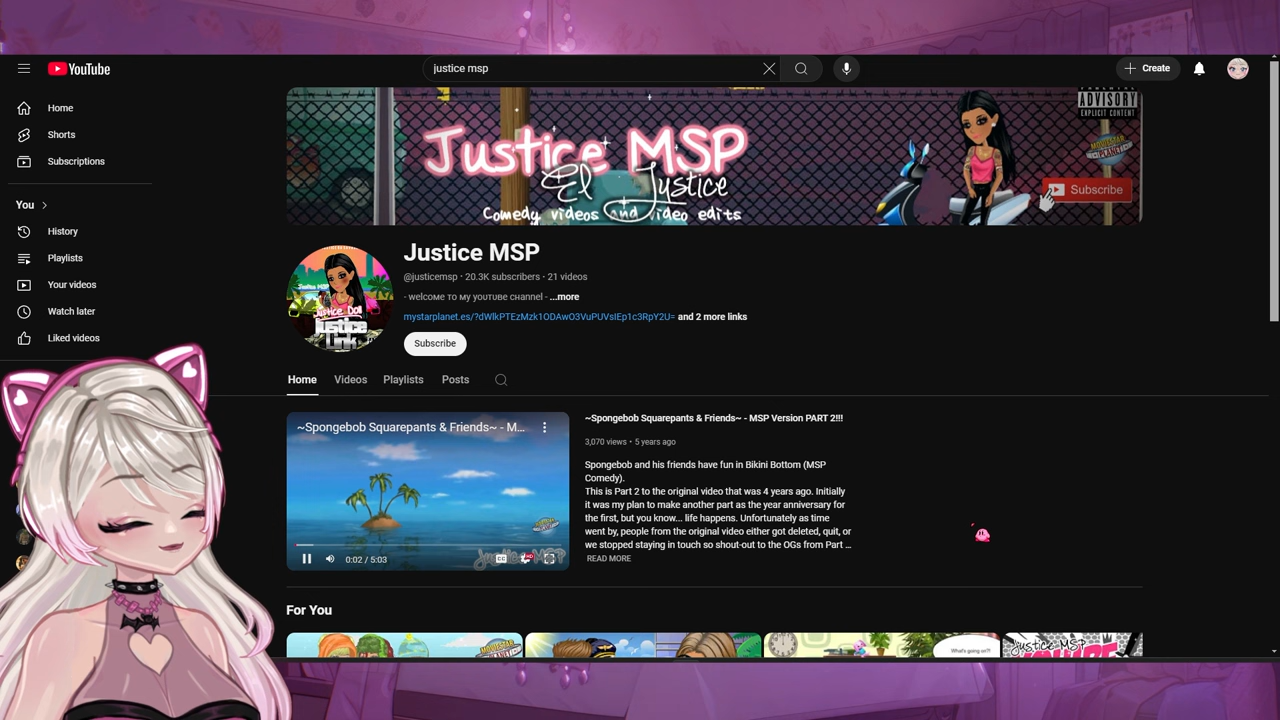 YouTube
justice msp
Create
Home
Shorts
Subscriptions
You
History
Playlists
Your videos
Watch later
Liked videos
ADVISORY
EXPLICIT CONTENT
Justice MSP
El Justice
Comedy videos and video edits
MOVIESTAR
PLANET
Subscribe
Justice MSP
@justicemsp · 20.3K subscribers · 21 videos
- welcome to my youtube channel - ...more
mystarplanet.es/?dWlkPTEzMzk1ODAwO3VuPUVsIEp1c3RpY2U= and 2 more links
Subscribe
Home
Videos
Playlists
Posts
~Spongebob Squarepants & Friends~ - M...
0:02 / 5:03
Justice MSP
~Spongebob Squarepants & Friends~ - MSP Version PART 2!!!
3,070 views • 5 years ago
Spongebob and his friends have fun in Bikini Bottom (MSP
Comedy).
This is Part 2 to the original video that was 4 years ago. Initially
it was my plan to make another part as the year anniversary for
the first, but you know... life happens. Unfortunately as time
went by, people from the original video either got deleted, quit, or
we stopped staying in touch so shout-out to the OGs from Part ...
READ MORE
For You
What's going on?!
Justice MSP